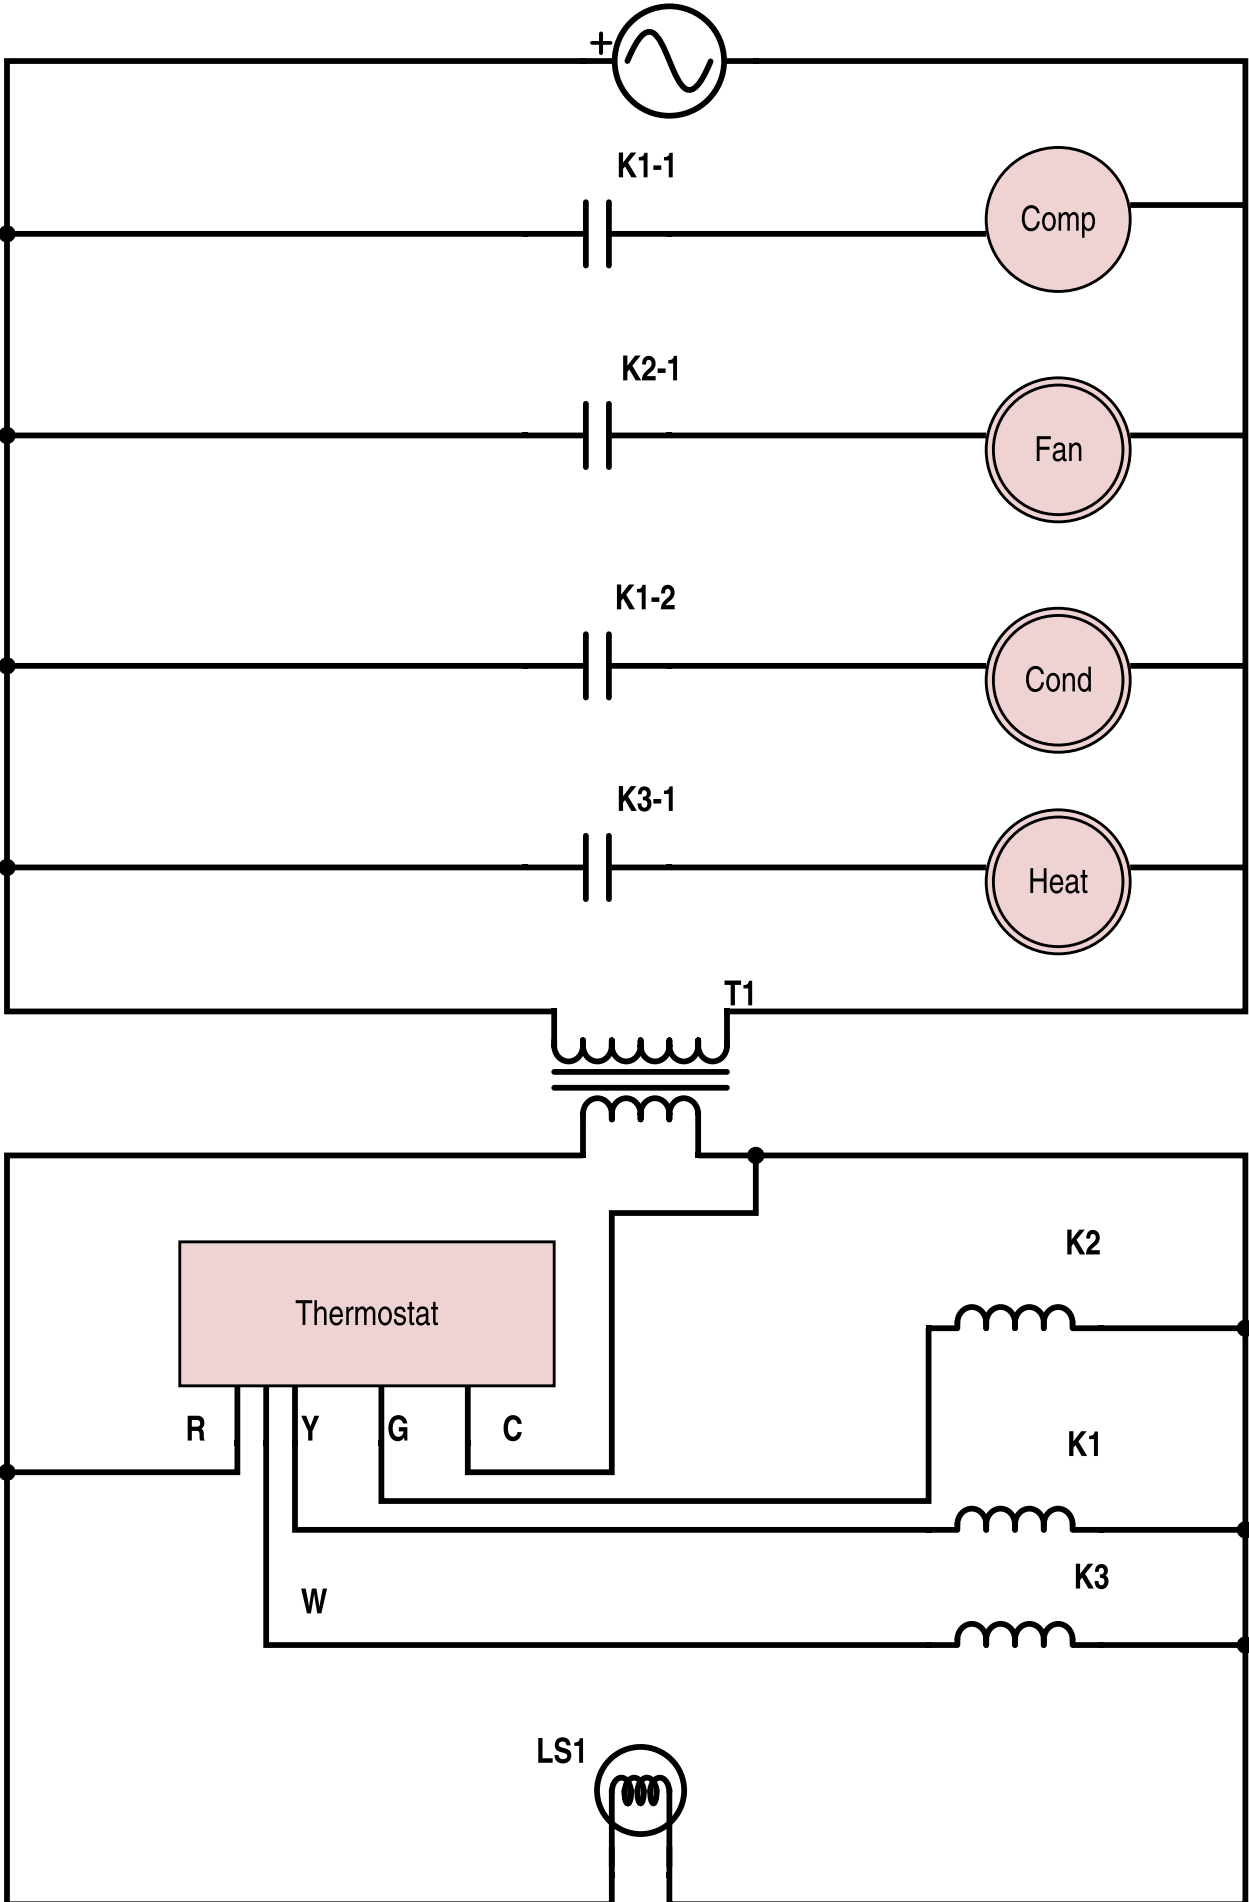 +
K1-1
Comp
K2-1
Fan
K1-2
Cond
K3-1
Heat
T1
K2
Thermostat
R
Y
G
C
K1
K3
W
LS1